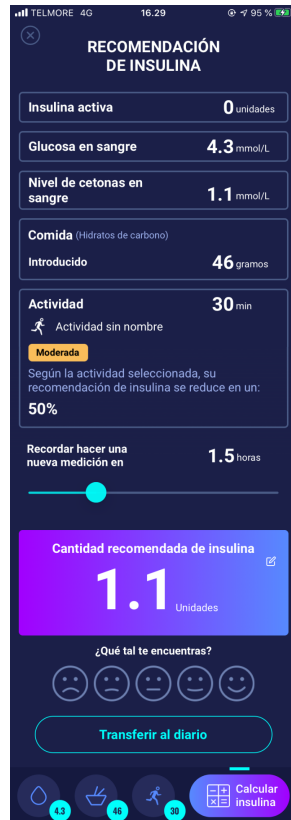 TELMORE 4G 16.29 95 %
RECOMENDACIÓN
DE INSULINA
Insulina activa 0 unidades
Glucosa en sangre 4.3 mmol/L
Nivel de cetonas en
sangre 1.1 mmol/L
Comida (Hidratos de carbono)
Introducido 46 gramos
Actividad 30 min
Actividad sin nombre
Moderada
Según la actividad seleccionada, su
recomendación de insulina se reduce en un:
50%
Recordar hacer una
nueva medición en 1.5 horas
Cantidad recomendada de insulina
1.1 Unidades
¿Qué tal te encuentras?
Transferir al diario
4.3 46 30 Calcular
insulina